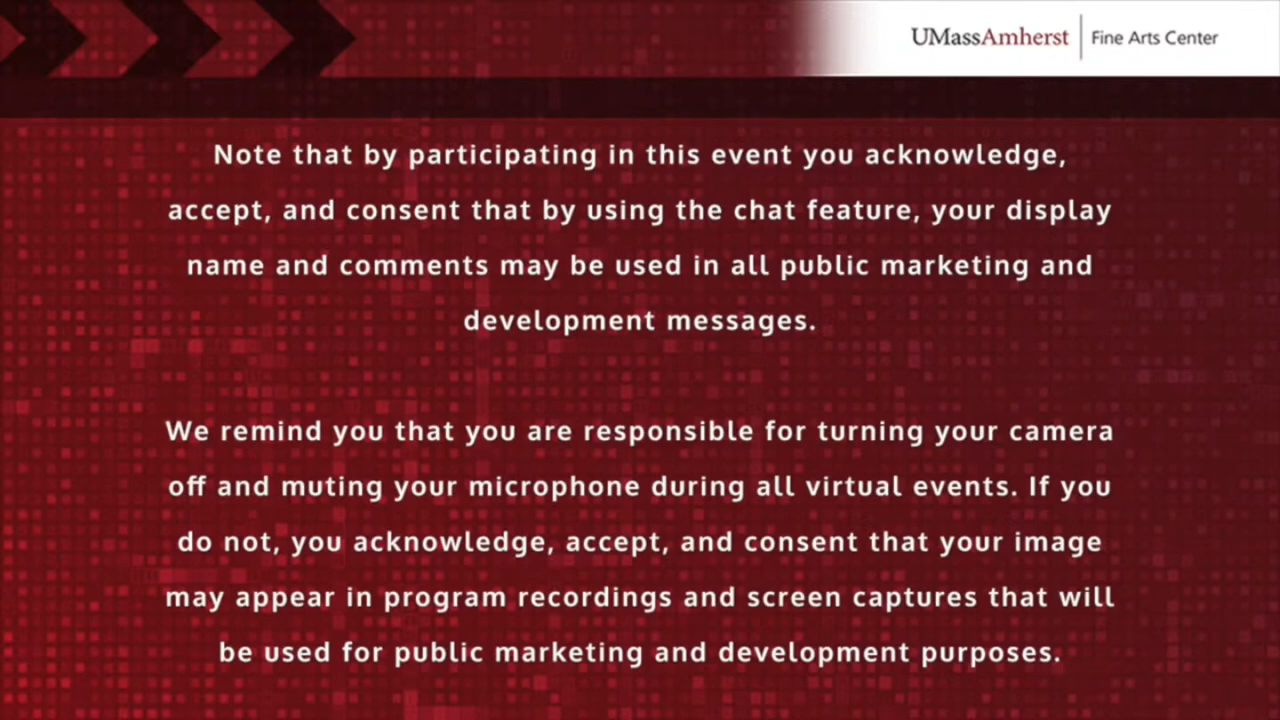 UMassAmherst | Fine Arts Center
Note that by participating in this event you acknowledge,
accept, and consent that by using the chat feature, your display
name and comments may be used in all public marketing and
development messages.
We remind you that you are responsible for turning your camera
off and muting your microphone during all virtual events. If you
do not, you acknowledge, accept, and consent that your image
may appear in program recordings and screen captures that will
be used for public marketing and development purposes.